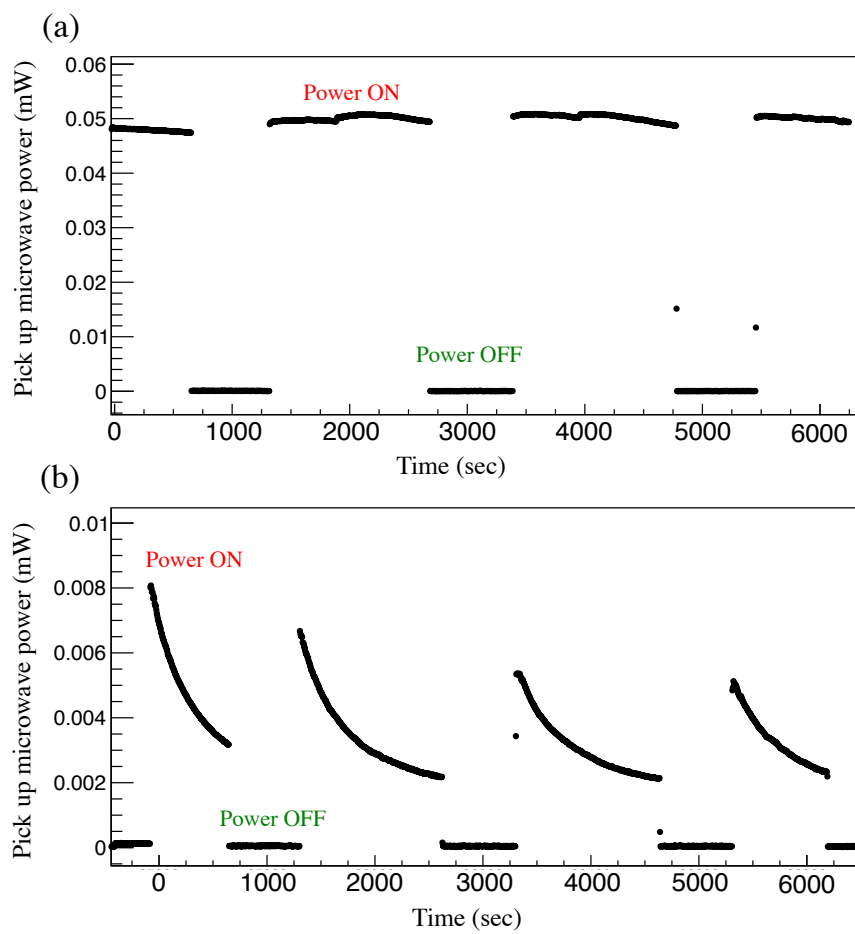 (a)
Pick up microwave power (mW)
0.06
0.05
0.04
0.03
0.02
0.01
0
Power ON
Power OFF
0 1000 2000 3000 4000 5000 6000
Time (sec)
(b)
Pick up microwave power (mW)
0.01
0.008
0.006
0.004
0.002
0
Power ON
Power OFF
0 1000 2000 3000 4000 5000 6000
Time (sec)